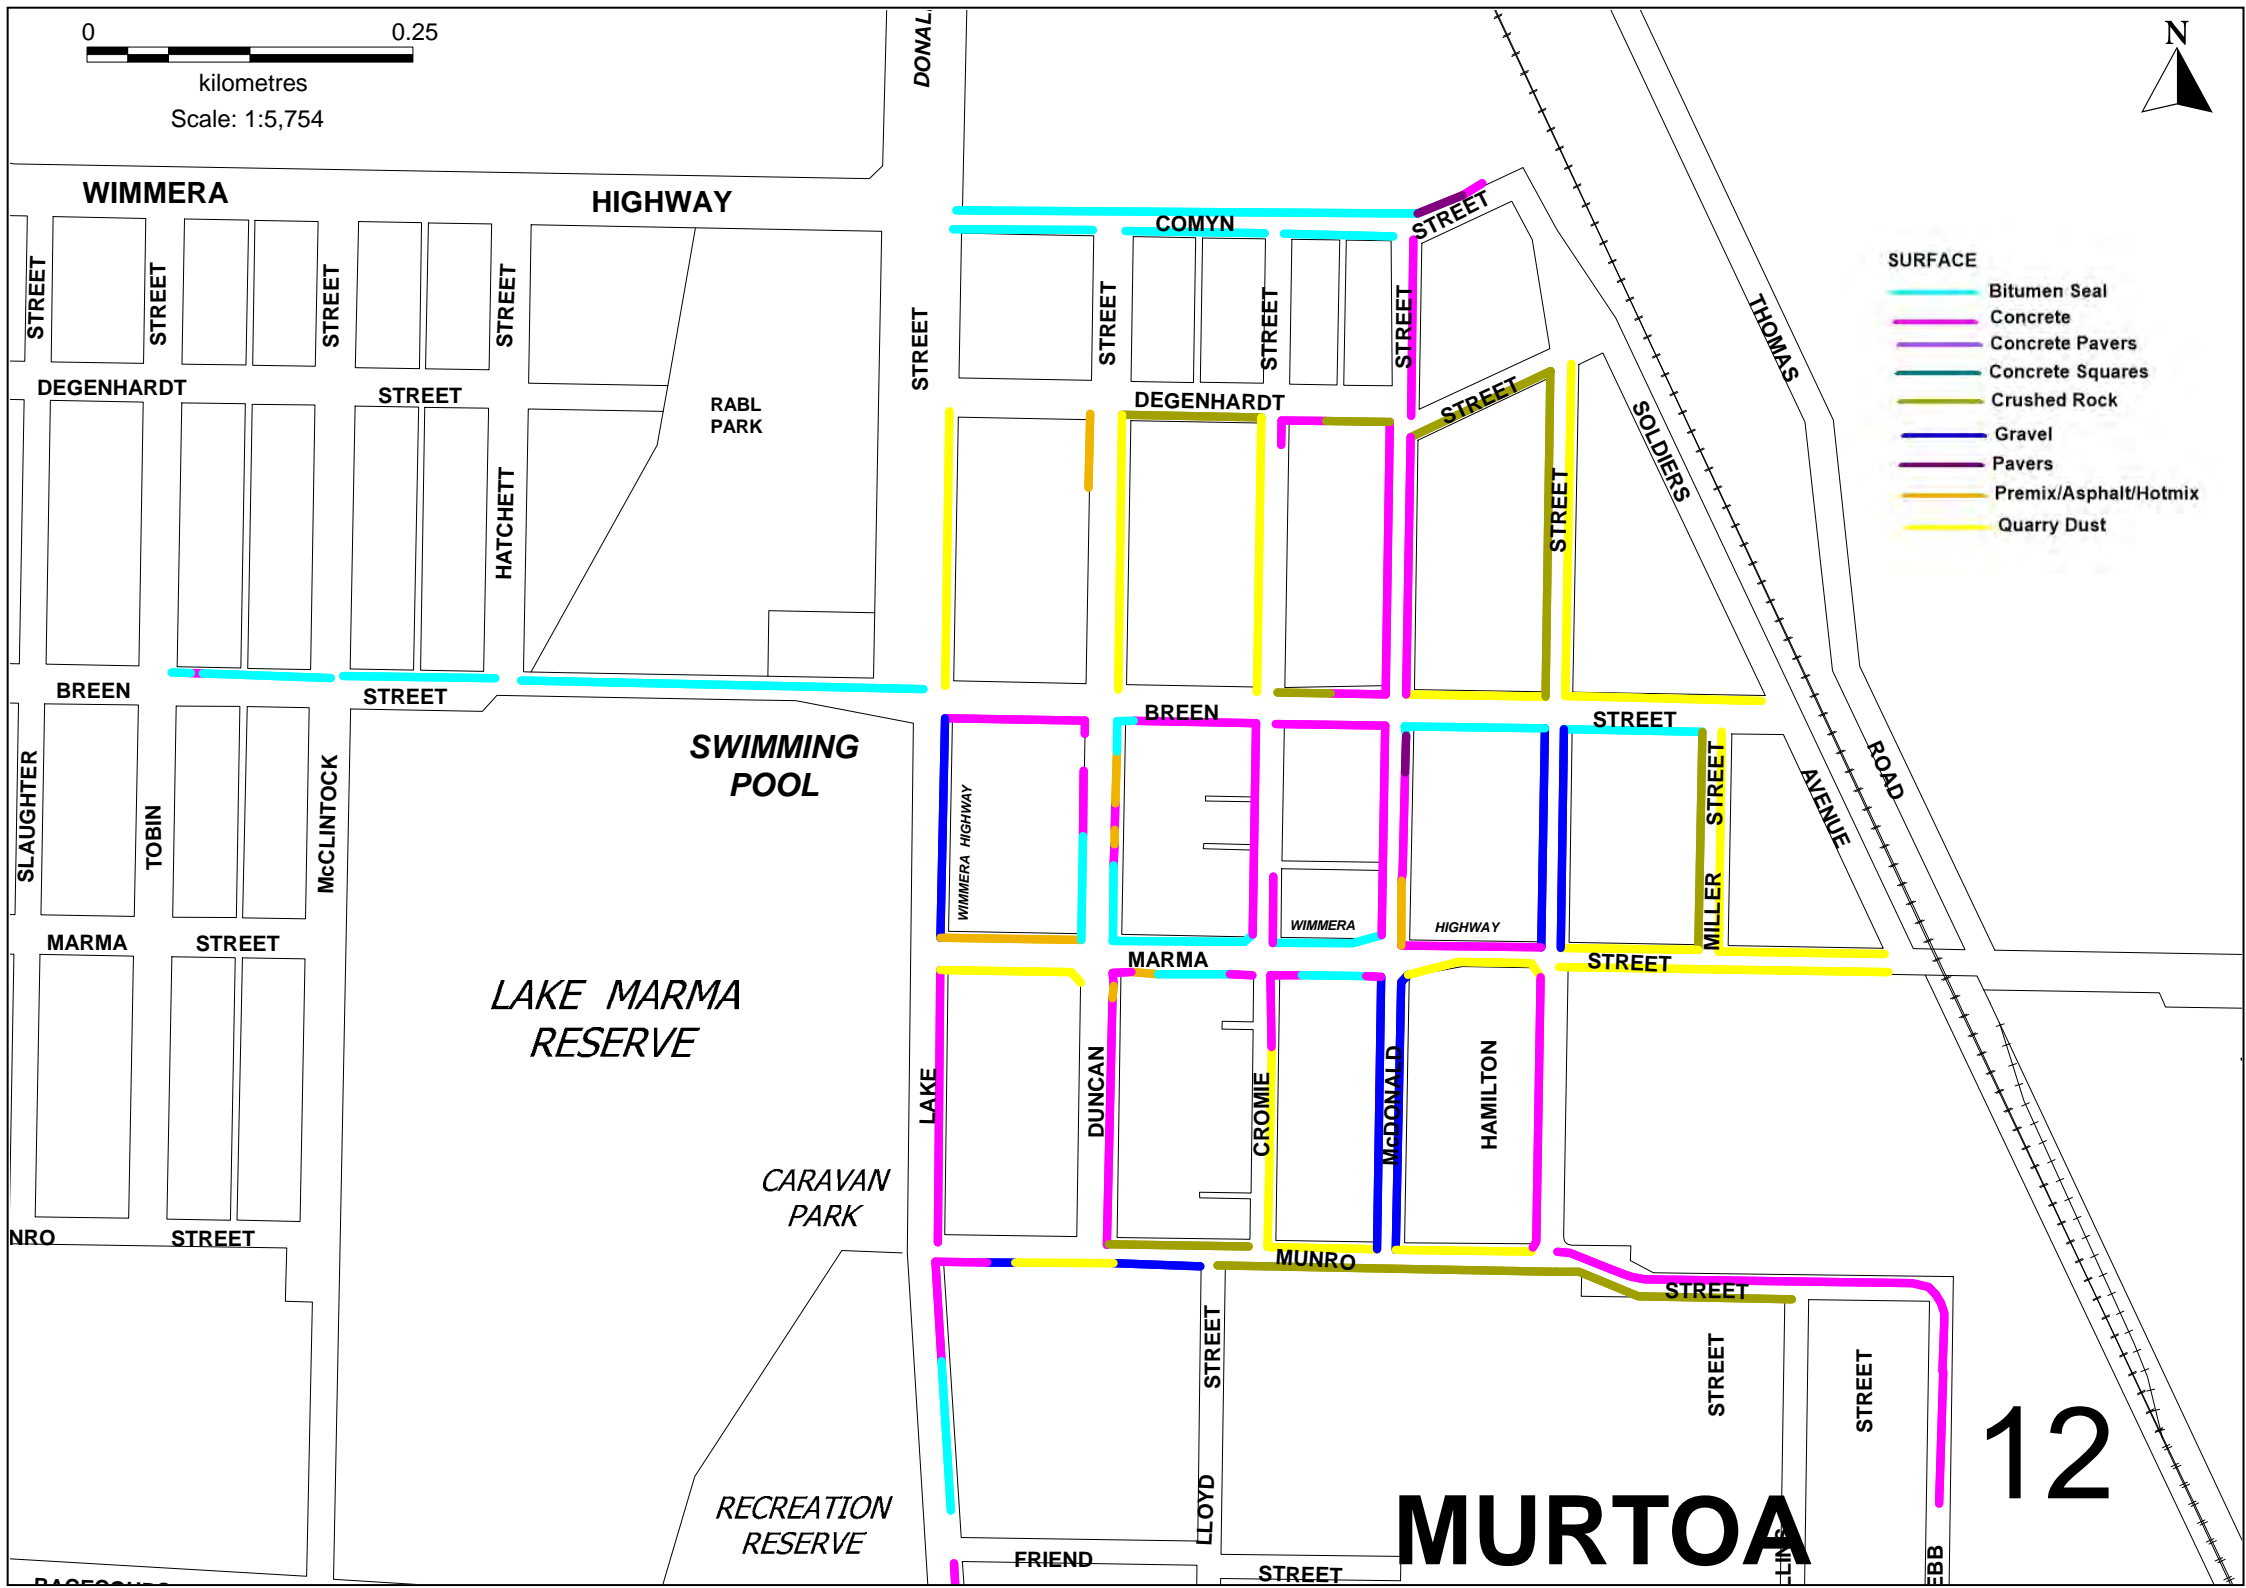 0 0.25
kilometres
Scale: 1:5,754
DONAL
N
WIMMERA HIGHWAY
COMYN STREET
STREET
STREET
STREET
STREET
STREET
STREET
STREET
STREET
SURFACE
Bitumen Seal
Concrete
Concrete Pavers
Concrete Squares
Crushed Rock
Gravel
Pavers
Premix/Asphalt/Hotmix
Quarry Dust
THOMAS
ROAD
SOLDIERS
AVENUE
DEGENHARDT STREET
DEGENHARDT STREET
RABL
PARK
HATCHETT
STREET
BREEN STREET
BREEN STREET
SWIMMING
POOL
SLAUGHTER
TOBIN
McCLINTOCK
WIMMERA HIGHWAY
WIMMERA HIGHWAY
MILLER STREET
MARMA STREET
MARMA STREET
LAKE MARMA
RESERVE
LAKE
DUNCAN
CROMIE
McDONALD
HAMILTON
CARAVAN
PARK
NRO STREET
MUNRO STREET
STREET
LLOYD
STREET
STREET
RECREATION
RESERVE
FRIEND STREET
MURTOA
12
EBB